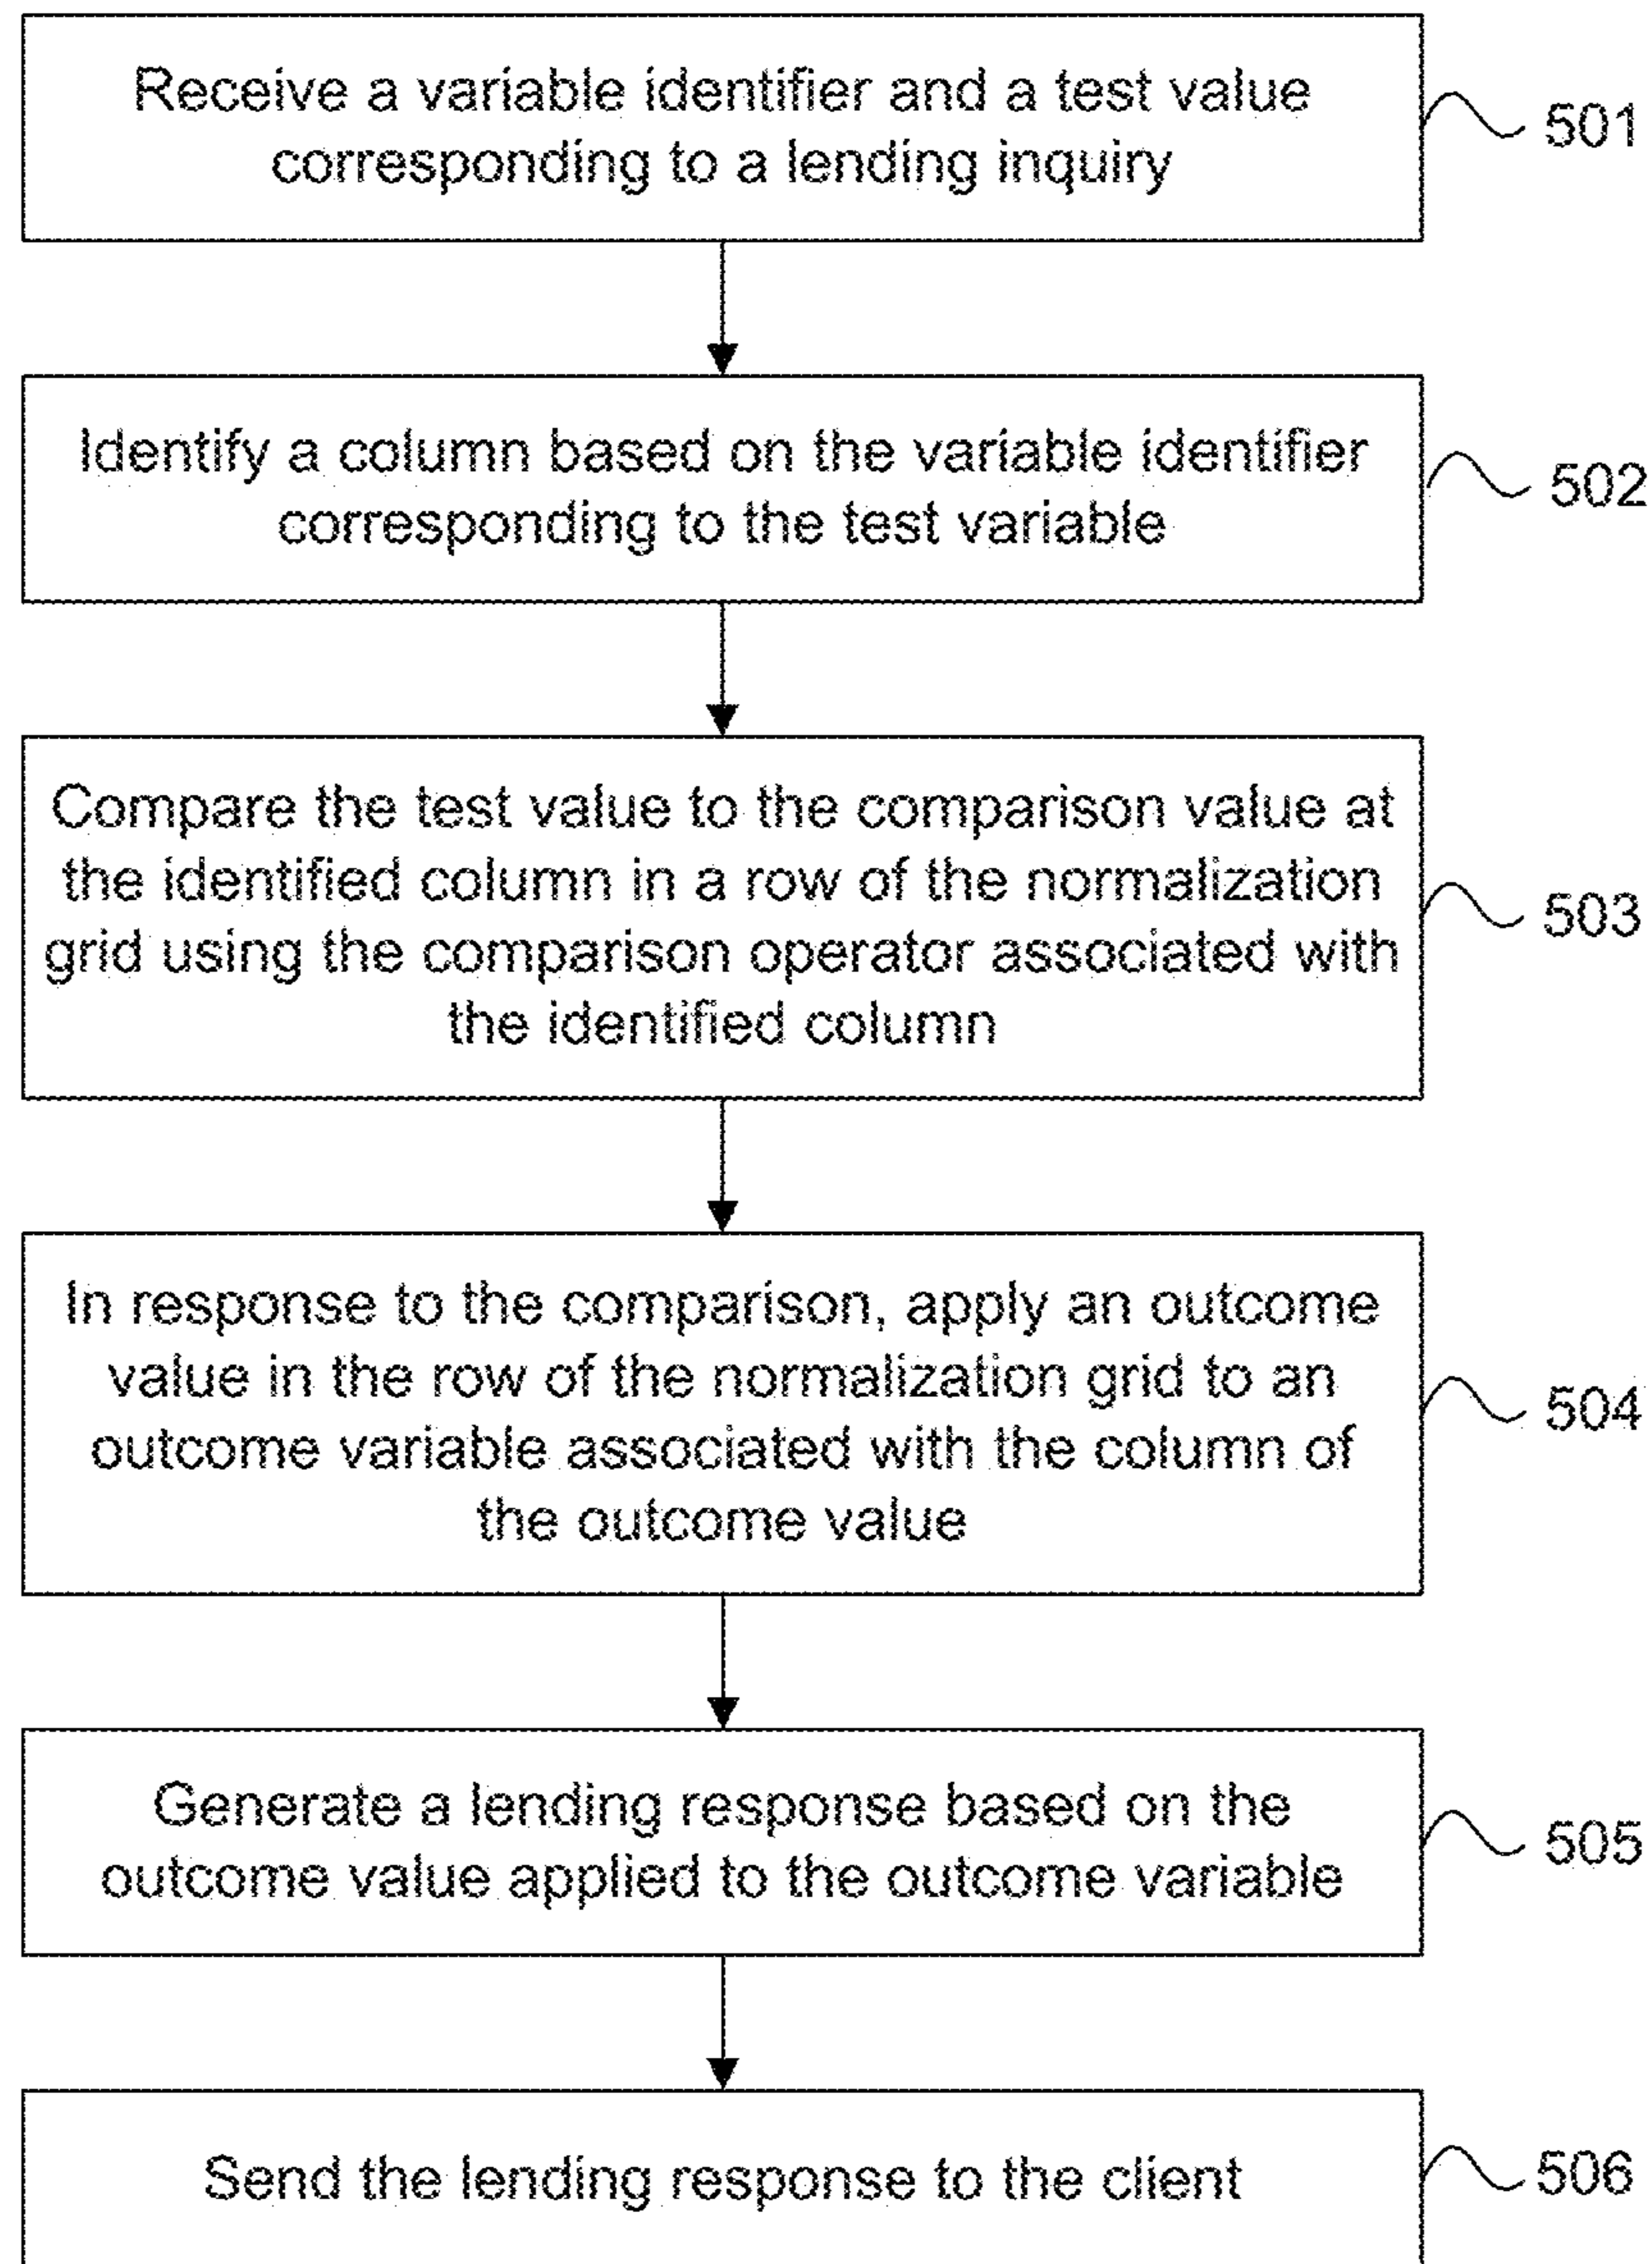 Receive a variable identifier and a test value
corresponding to a lending inquiry
501
Identify a column based on the variable identifier
corresponding to the test variable
502
Compare the test value to the comparison value at
the identified column in a row of the normalization
grid using the comparison operator associated with
the identified column
503
In response to the comparison, apply an outcome
value in the row of the normalization grid to an
outcome variable associated with the column of
the outcome value
504
Generate a lending response based on the
outcome value applied to the outcome variable
505
Send the lending response to the client
506